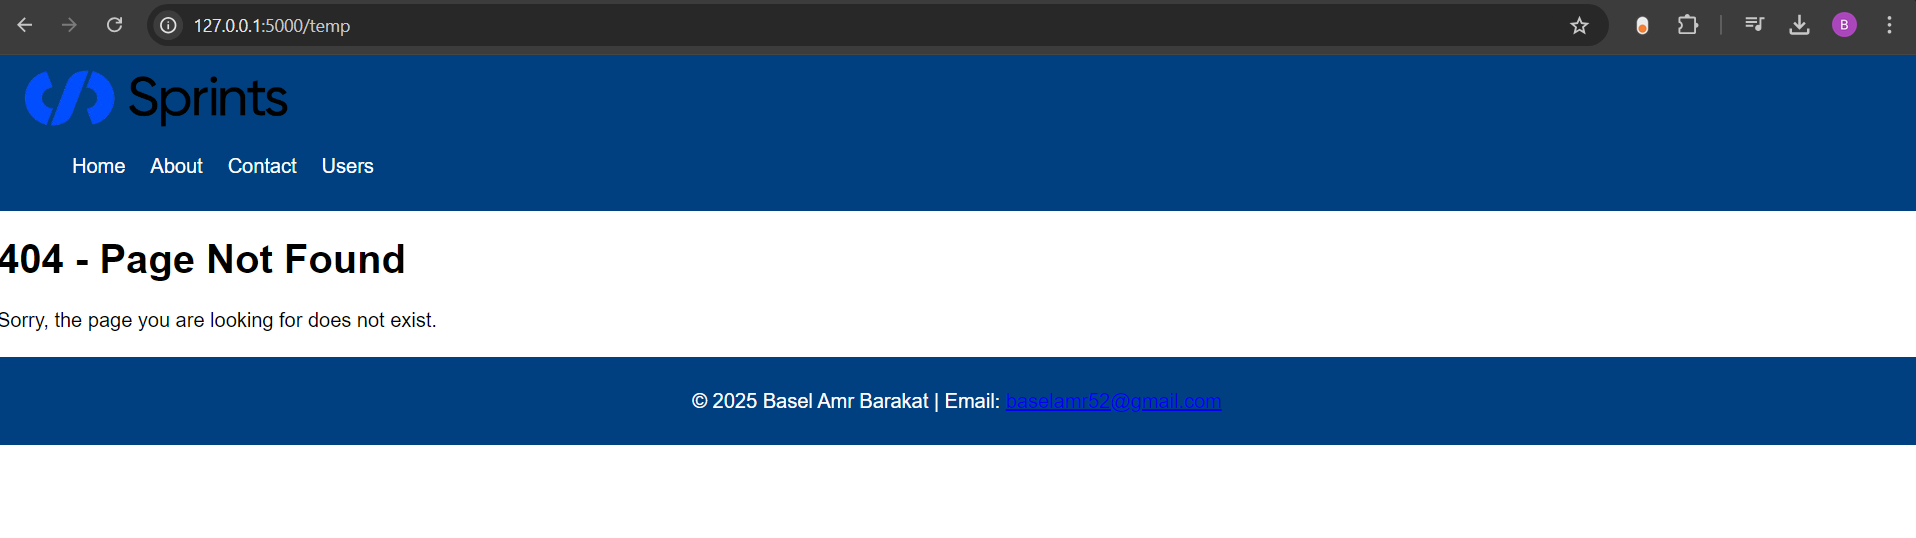 127.0.0.1:5000/temp
B
Sprints
Home About Contact Users
404 - Page Not Found
Sorry, the page you are looking for does not exist.
© 2025 Basel Amr Barakat | Email: baselamr52@gmail.com